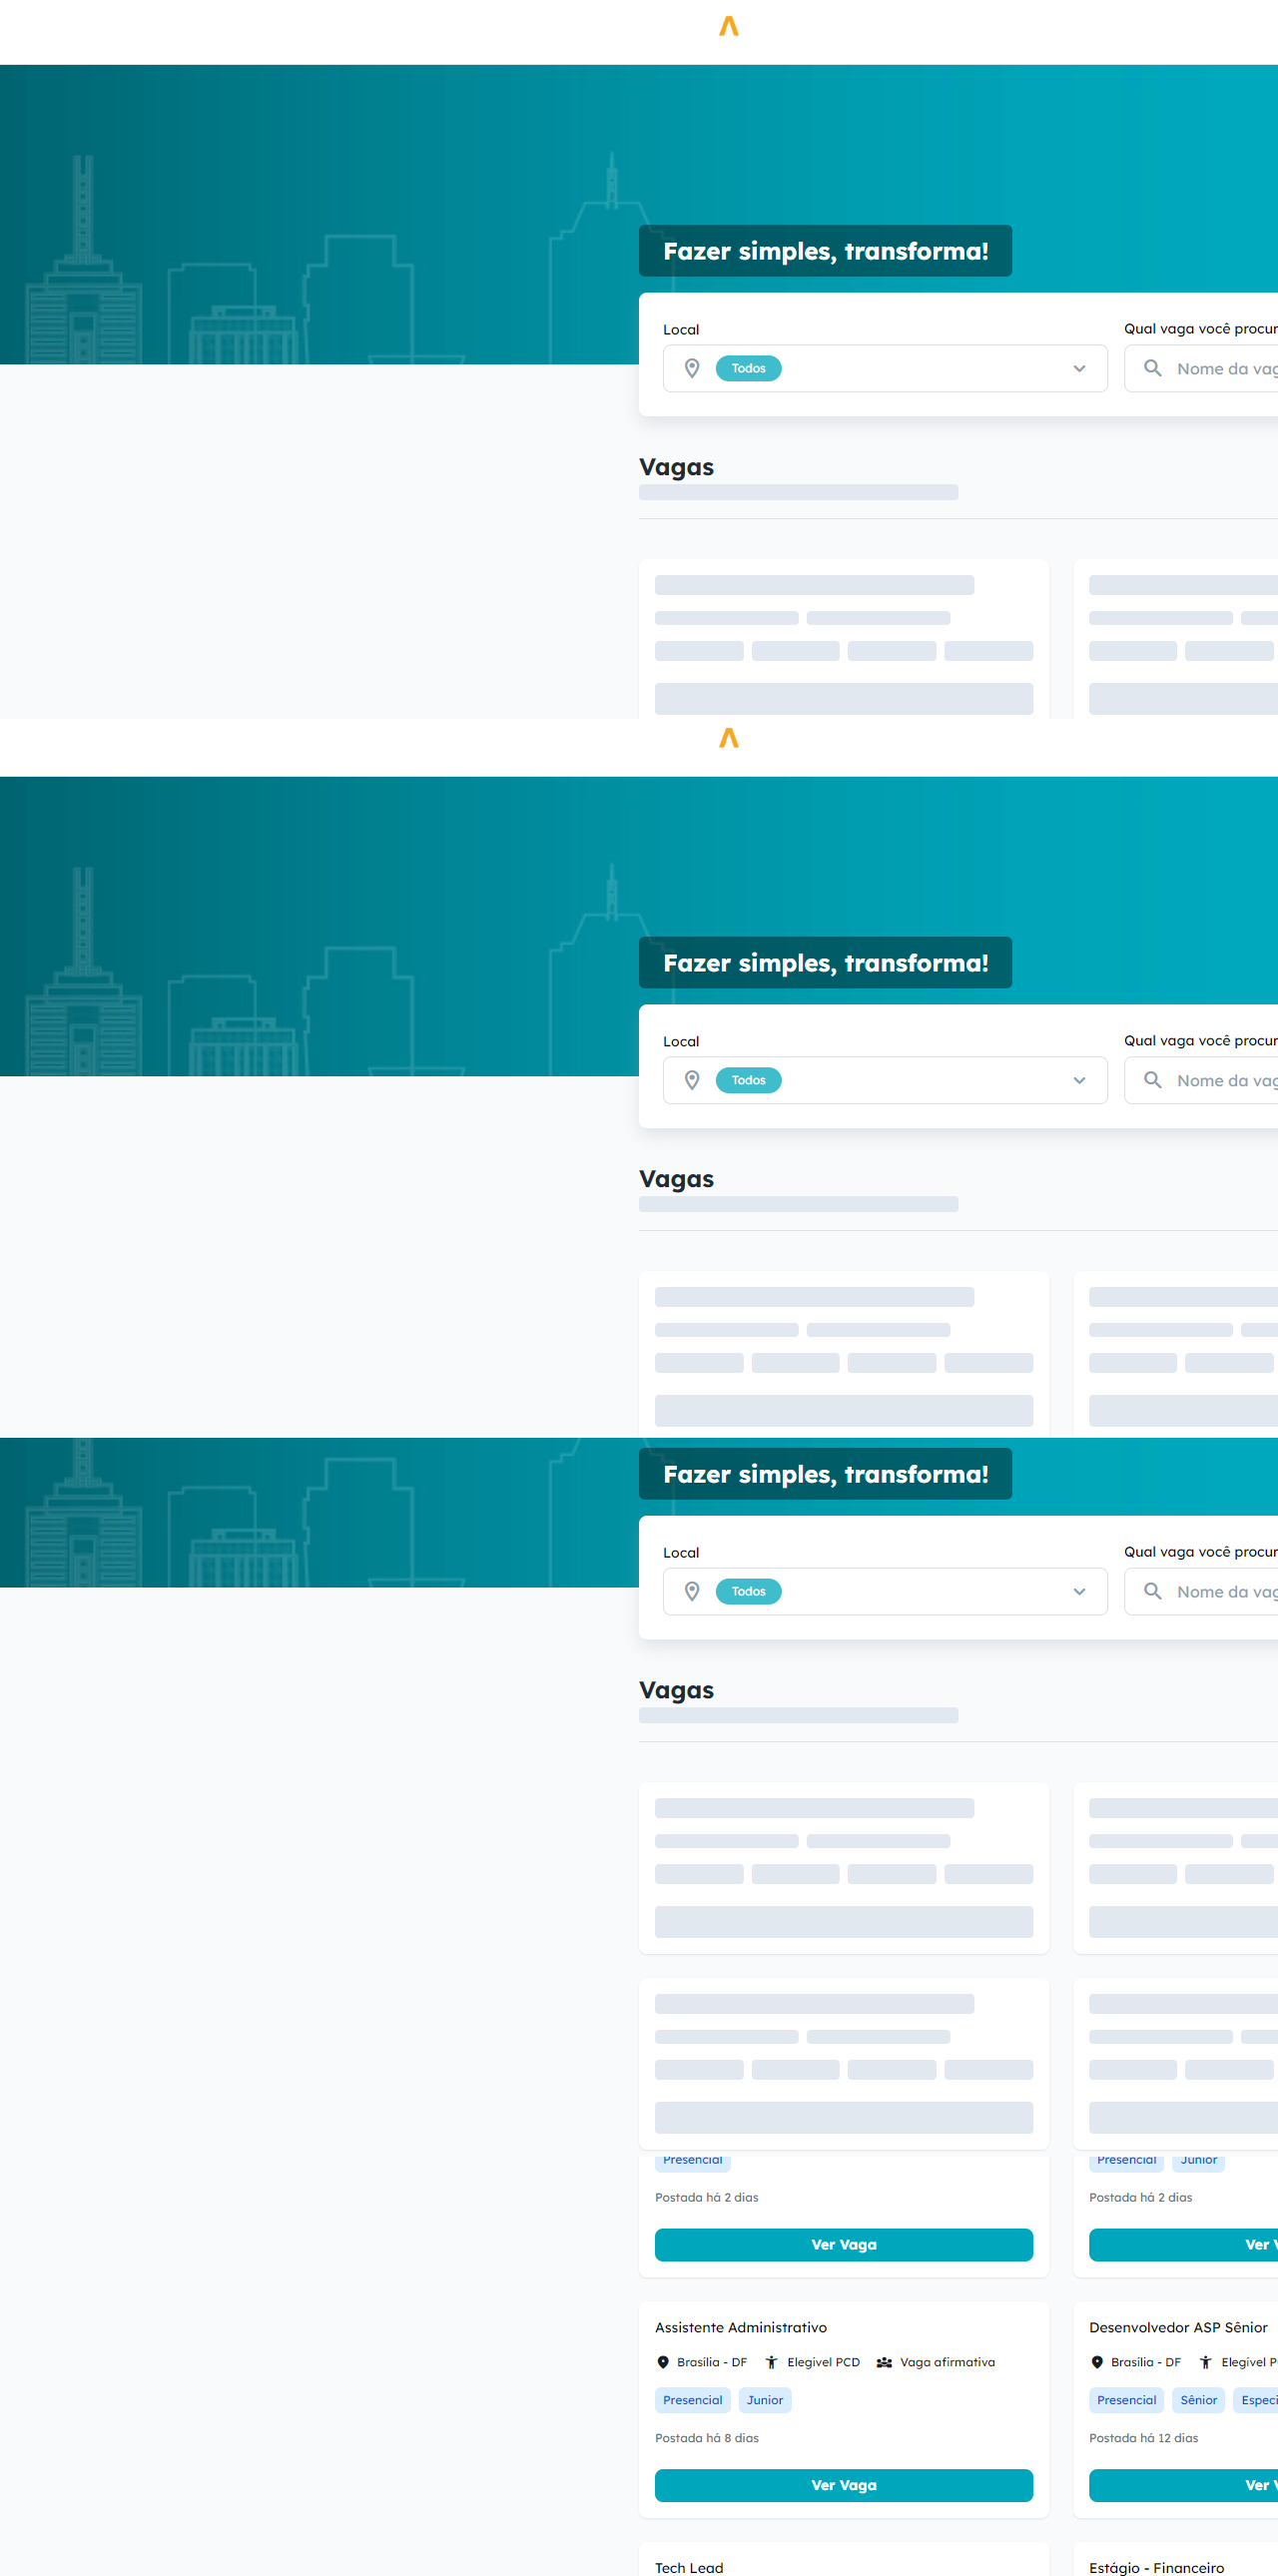 Fazer simples, transforma!
Local
Qual vaga você procur
Todos
Nome da vag
Vagas
Fazer simples, transforma!
Local
Qual vaga você procur
Todos
Nome da vag
Vagas
Fazer simples, transforma!
Local
Qual vaga você procur
Todos
Nome da vag
Vagas
Presencial
Presencial Junior
Postada há 2 dias
Postada há 2 dias
Ver Vaga
Ver V
Assistente Administrativo
Desenvolvedor ASP Sênior
Brasilia - DF Elegível PCD Vaga afirmativa
Brasilia - DF Elegível P
Presencial Junior
Presencial Sênior Especi
Postada há 8 dias
Postada há 12 dias
Ver Vaga
Ver V
Tech Lead
Estágio - Financeiro